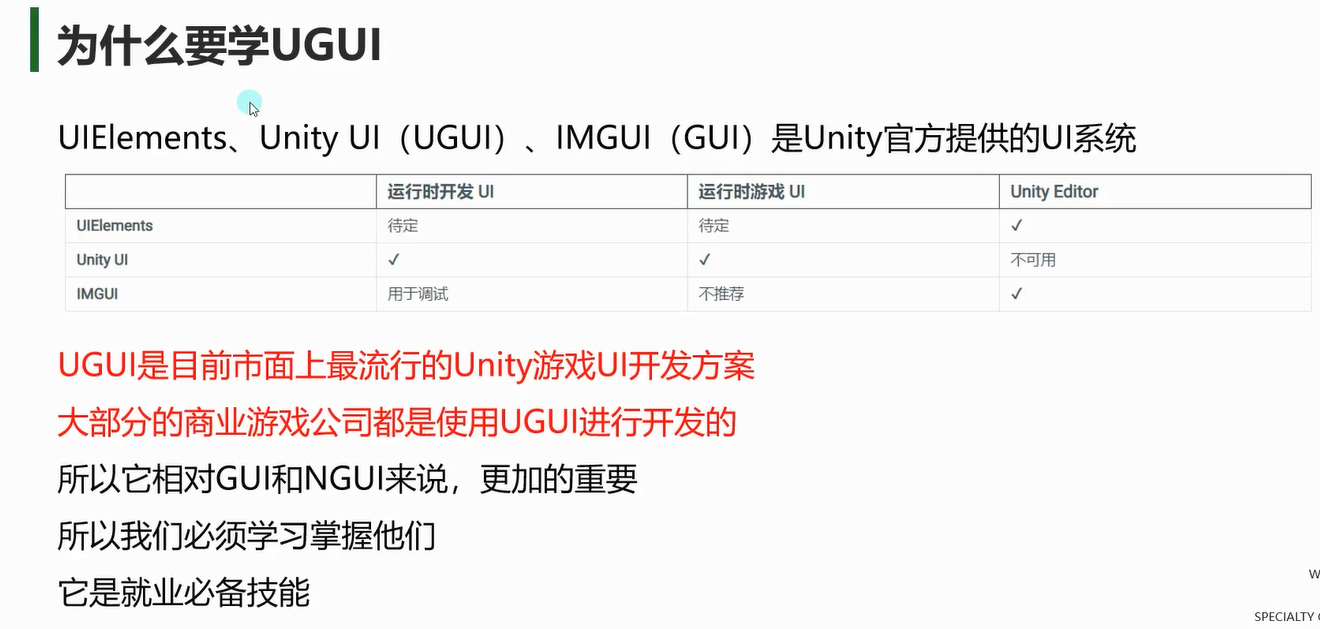 为什么要学UGUI
UIElements、Unity UI（UGUI）、IMGUI（GUI）是Unity官方提供的UI系统
运行时开发 UI 运行时游戏 UI Unity Editor
UIElements 待定 待定 ✓
Unity UI ✓ ✓ 不可用
IMGUI 用于调试 不推荐 ✓
UGUI是目前市面上最流行的Unity游戏UI开发方案
大部分的商业游戏公司都是使用UGUI进行开发的
所以它相对GUI和NGUI来说，更加的重要
所以我们必须学习掌握他们
它是就业必备技能
SPECIALTY